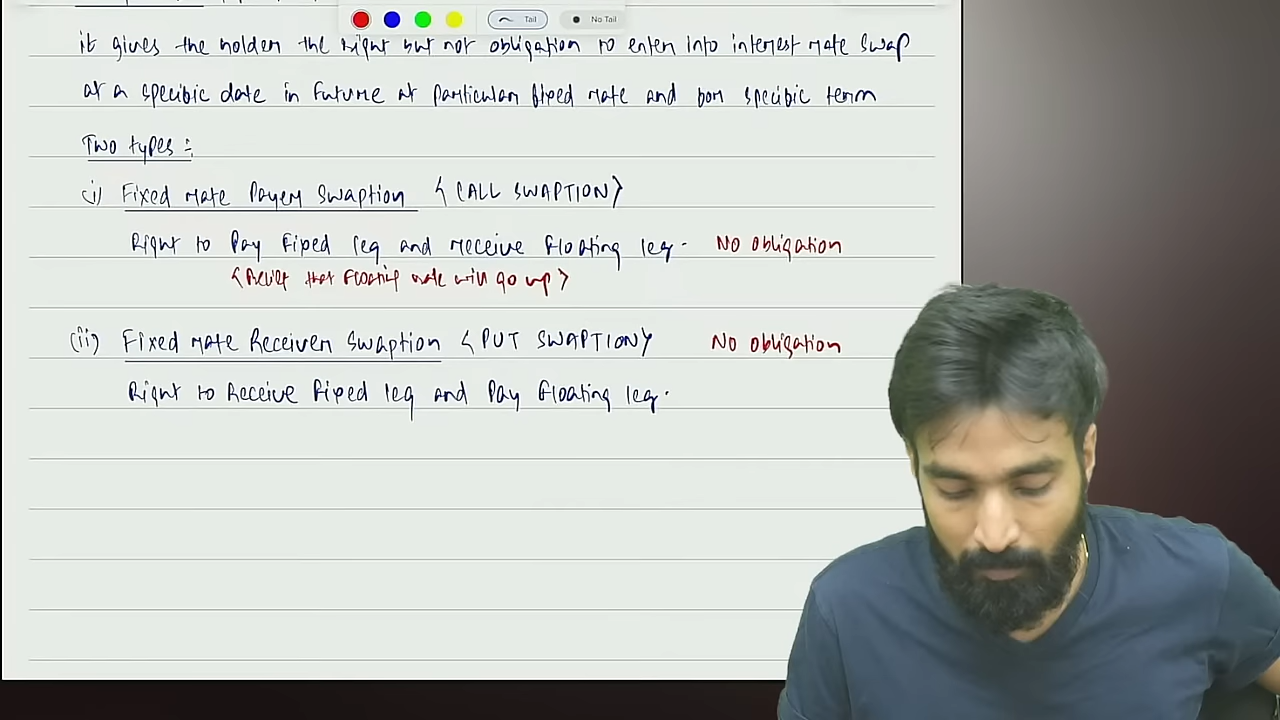 Tail
No Tail
it gives the holder the right but not obligation to enter into interest rate swap
at a specific date in future at particular fixed rate and for specific term
Two types :-
(i) Fixed rate Payer Swaption < CALL SWAPTION >
Right to Pay Fixed leg and receive floating leg. No obligation
< Belief that Floating rate will go up >
(ii) Fixed rate Receiver Swaption < PUT SWAPTION > No obligation
Right to Receive Fixed leg and Pay floating leg.